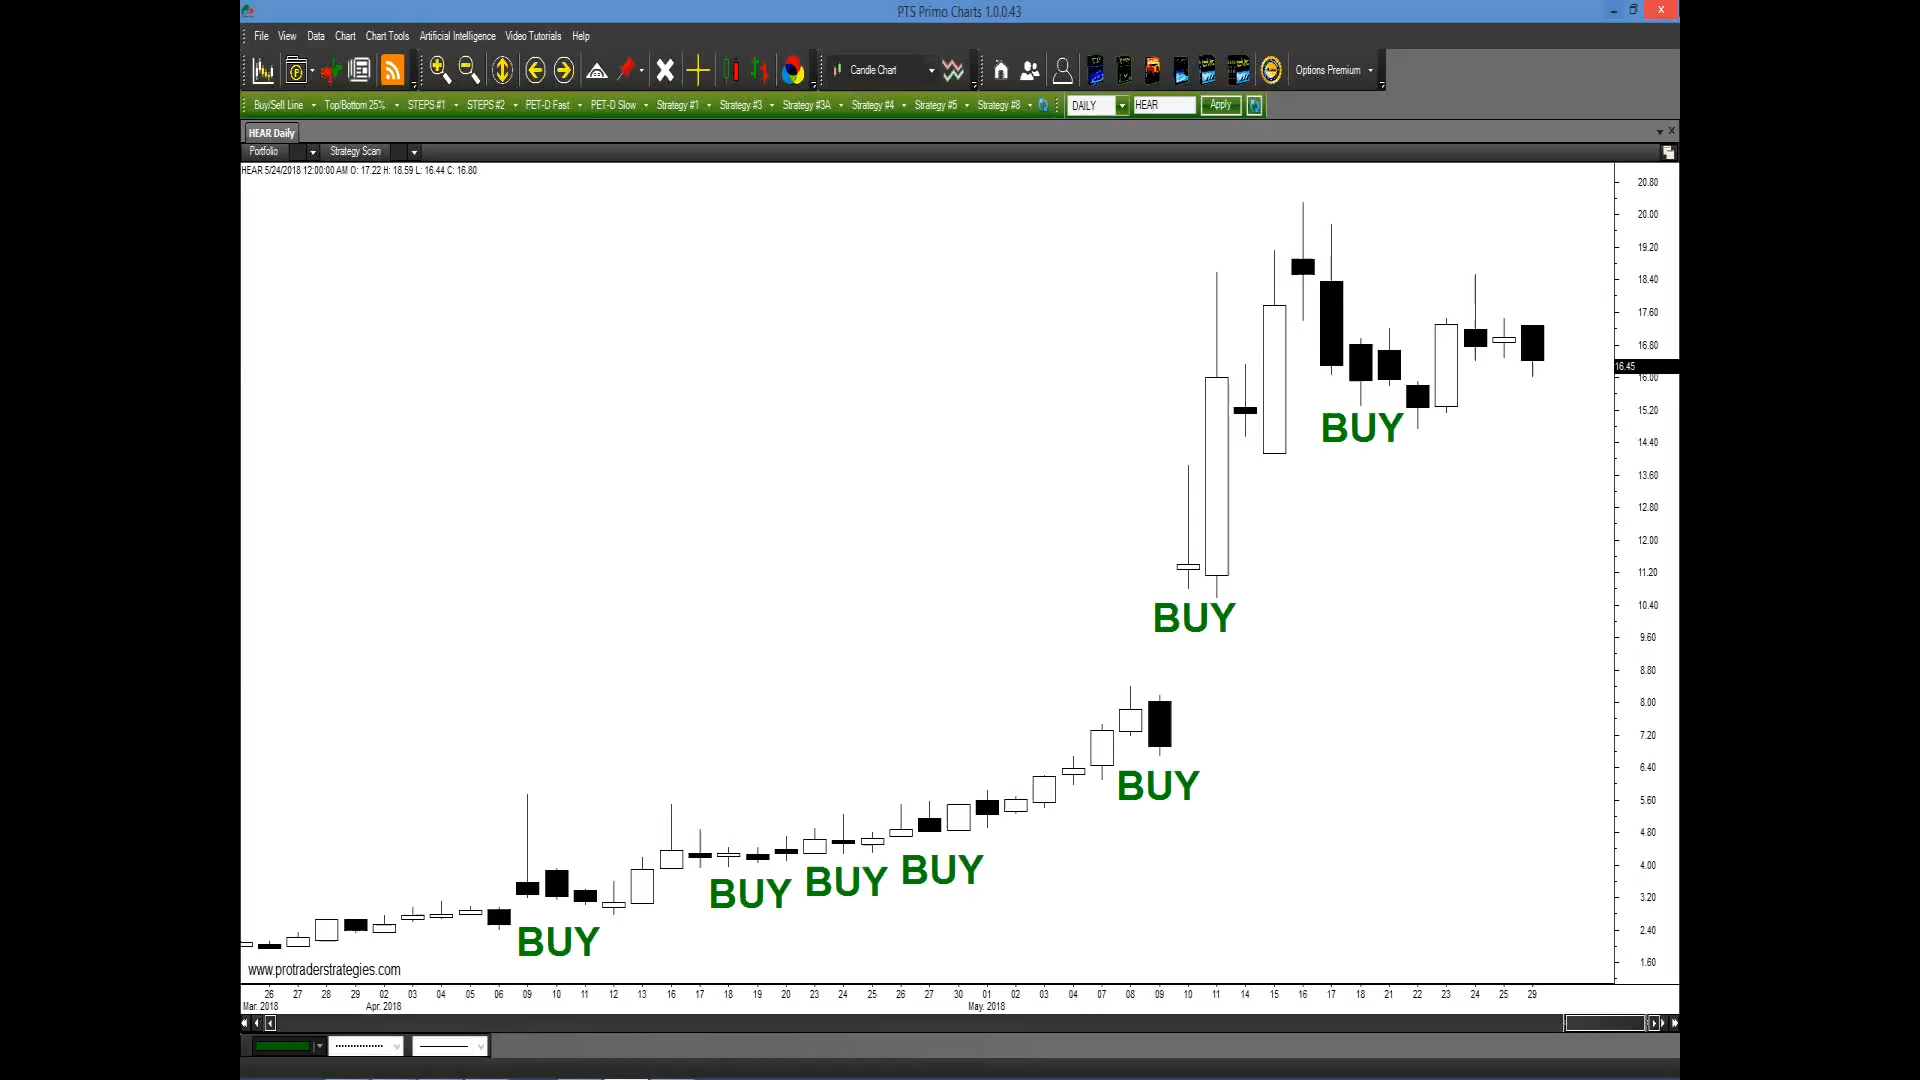 PTS Primo Charts 1.0.0.43
File View Data Chart Chart Tools Artificial Intelligence Video Tutorials Help
Candle Chart Options Premium
Buy/Sell Line Top/Bottom 25% STEPS #1 STEPS #2 PET-D Fast PET-D Slow Strategy #1 Strategy #3 Strategy #3A Strategy #4 Strategy #5 Strategy #8 DAILY HEAR Apply
HEAR Daily
Portfolio Strategy Scan
HEAR 5/24/2018 12:00:00 AM O: 17.22 H: 18.59 L: 16.44 C: 16.80
20.80
20.00
19.20
18.40
17.60
16.80
16.45
16.00
15.20
BUY
14.40
13.60
12.80
12.00
11.20
10.40
BUY
9.60
8.80
8.00
7.20
6.40
BUY
5.60
4.80
4.00
BUY BUY BUY
3.20
2.40
BUY
1.60
www.protraderstrategies.com
26 27 28 29 02 03 04 05 06 09 10 11 12 13 16 17 18 19 20 23 24 25 26 27 30 01 02 03 04 07 08 09 10 11 14 15 16 17 18 21 22 23 24 25 29
Mar. 2018 Apr. 2018 May. 2018